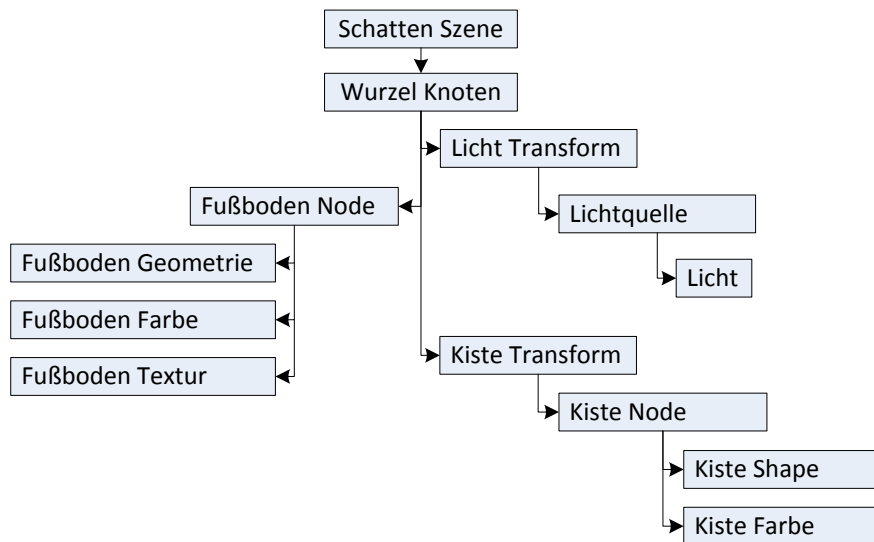 Schatten Szene
Wurzel Knoten
Licht Transform
Fußboden Node
Lichtquelle
Fußboden Geometrie
Licht
Fußboden Farbe
Kiste Transform
Fußboden Textur
Kiste Node
Kiste Shape
Kiste Farbe